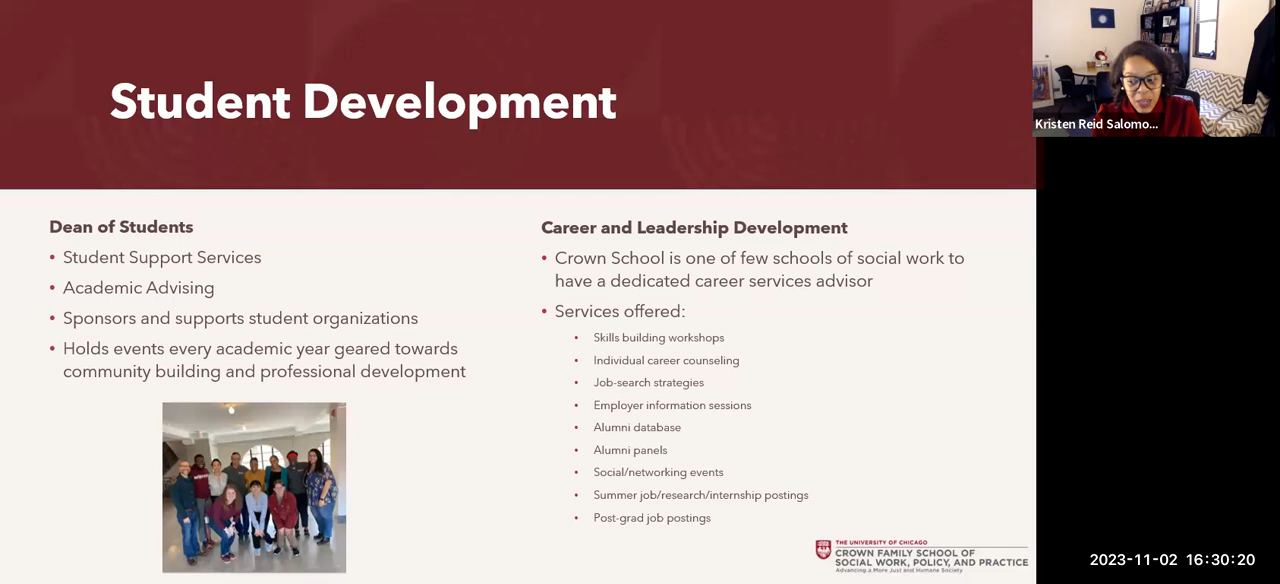 Student Development
Kristen Reid Salomo...
Dean of Students
• Student Support Services
• Academic Advising
• Sponsors and supports student organizations
• Holds events every academic year geared towards
community building and professional development
Career and Leadership Development
• Crown School is one of few schools of social work to
have a dedicated career services advisor
• Services offered:
• Skills building workshops
• Individual career counseling
• Job-search strategies
• Employer information sessions
• Alumni database
• Alumni panels
• Social/networking events
• Summer job/research/internship postings
• Post-grad job postings
THE UNIVERSITY OF CHICAGO
CROWN FAMILY SCHOOL OF
SOCIAL WORK, POLICY, AND PRACTICE
Advancing a More Just and Humane Society
2023-11-02 16:30:20